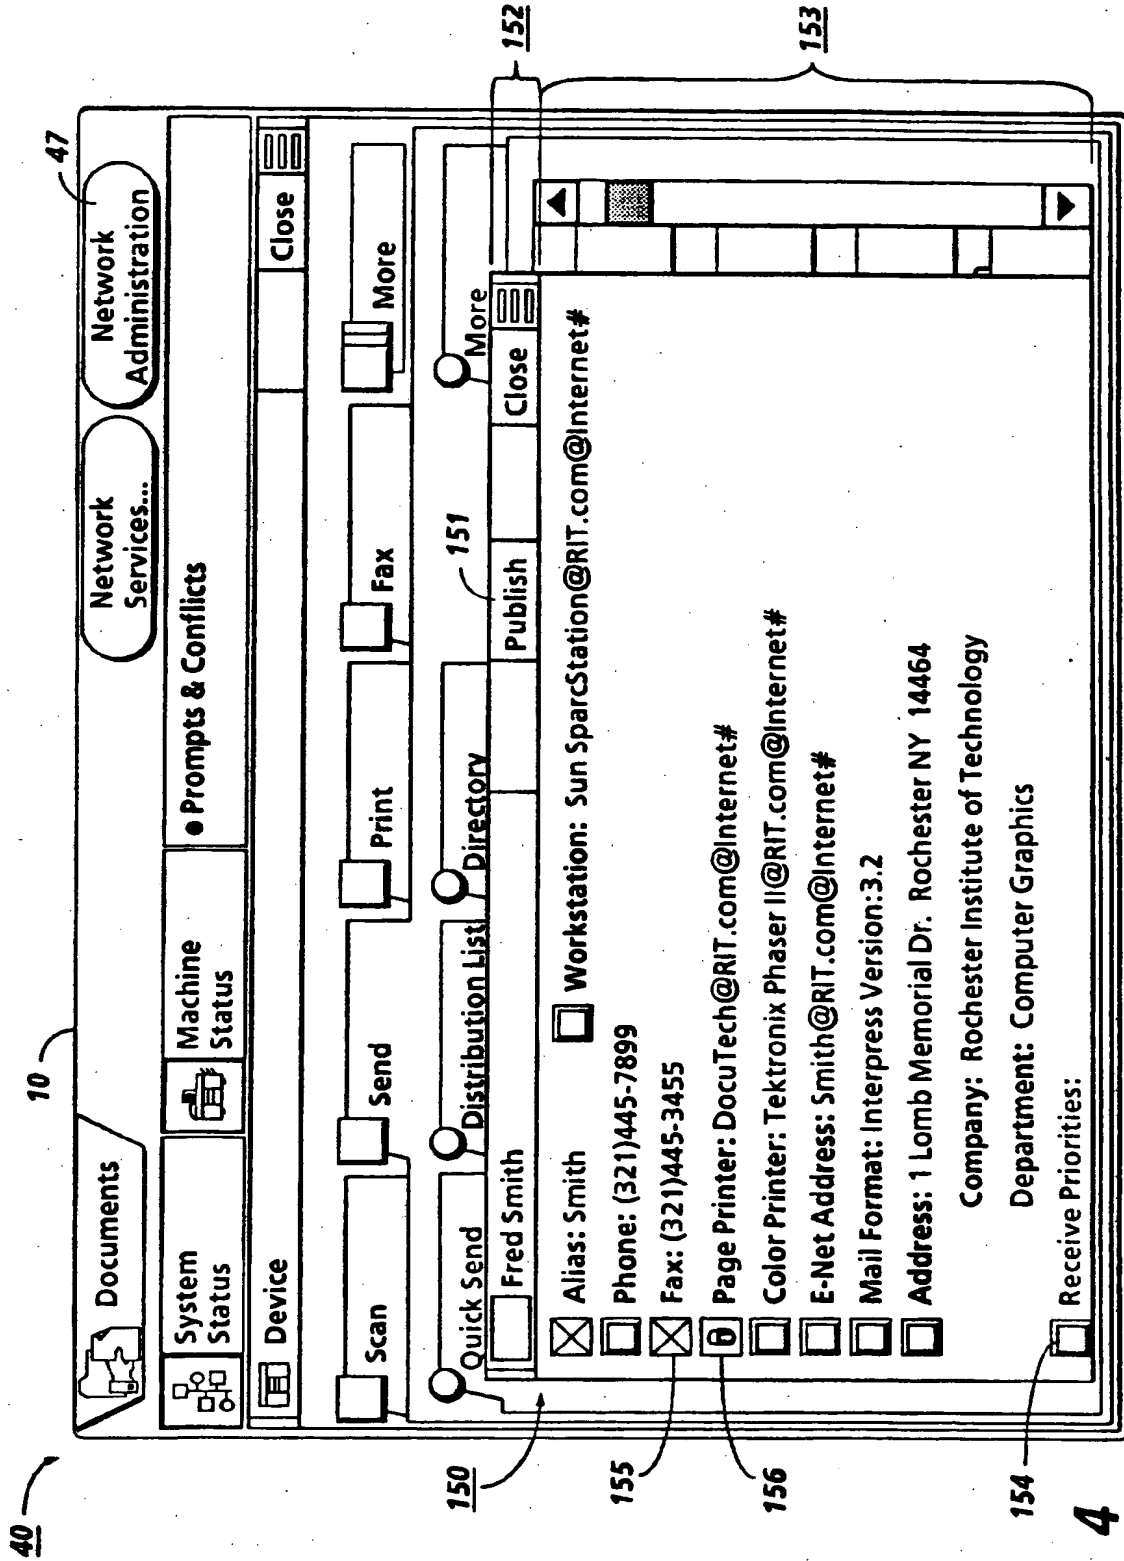 40
10
47
Documents
Network
Services...
Network
Administration
System
Status
Machine
Status
• Prompts & Conflicts
Device
Close
Scan
Send
Print
Fax
More
Quick Send
Distribution List
Directory
151
More
150
Fred Smith
Publish
Close
152
Alias: Smith
Workstation: Sun SparcStation@RIT.com@Internet#
Phone: (321)445-7899
155
Fax: (321)445-3455
156
Page Printer: DocuTech@RIT.com@Internet#
Color Printer: Tektronix Phaser II@RIT.com@Internet#
153
E-Net Address: Smith@RIT.com@Internet#
Mail Format: Interpress Version:3.2
Address: 1 Lomb Memorial Dr. Rochester NY 14464
Company: Rochester Institute of Technology
Department: Computer Graphics
154
Receive Priorities:
4